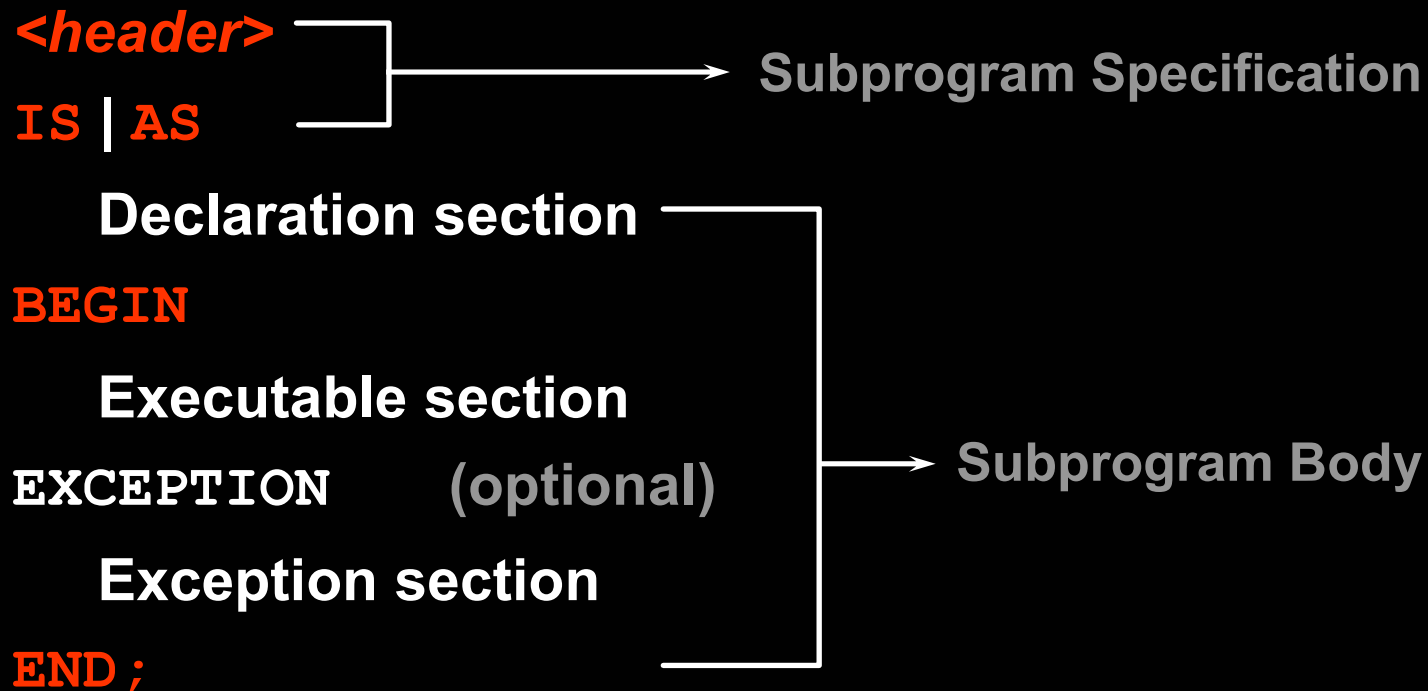 <header>
Subprogram Specification
IS | AS
Declaration section
BEGIN
Executable section
EXCEPTION (optional)
Subprogram Body
Exception section
END;